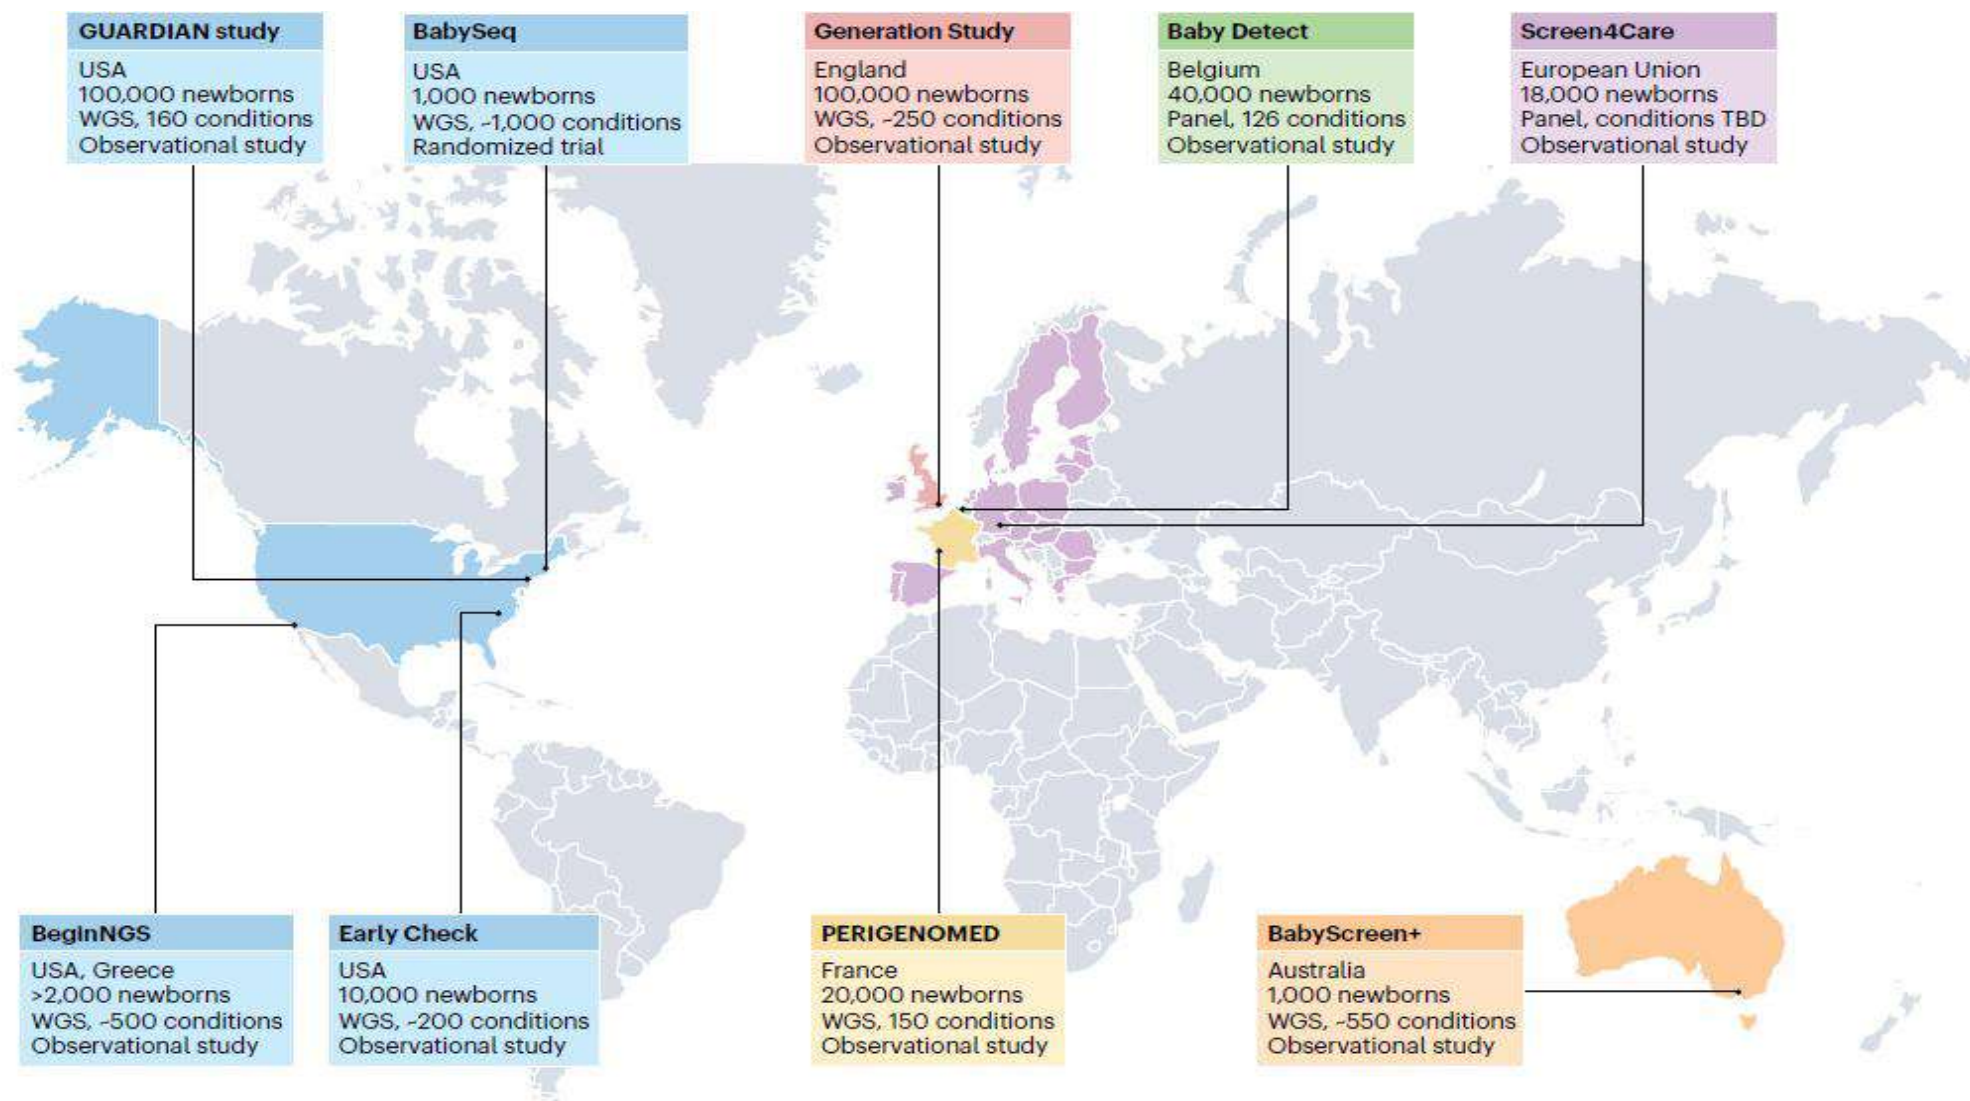 GUARDIAN study
USA
100,000 newborns
WGS, 160 conditions
Observational study
BabySeq
USA
1,000 newborns
WGS, ~1,000 conditions
Randomized trial
Generation Study
England
100,000 newborns
WGS, ~250 conditions
Observational study
Baby Detect
Belgium
40,000 newborns
Panel, 126 conditions
Observational study
Screen4Care
European Union
18,000 newborns
Panel, conditions TBD
Observational study
BeginNGS
USA, Greece
>2,000 newborns
WGS, ~500 conditions
Observational study
Early Check
USA
10,000 newborns
WGS, ~200 conditions
Observational study
PERIGENOMED
France
20,000 newborns
WGS, 150 conditions
Observational study
BabyScreen+
Australia
1,000 newborns
WGS, ~550 conditions
Observational study